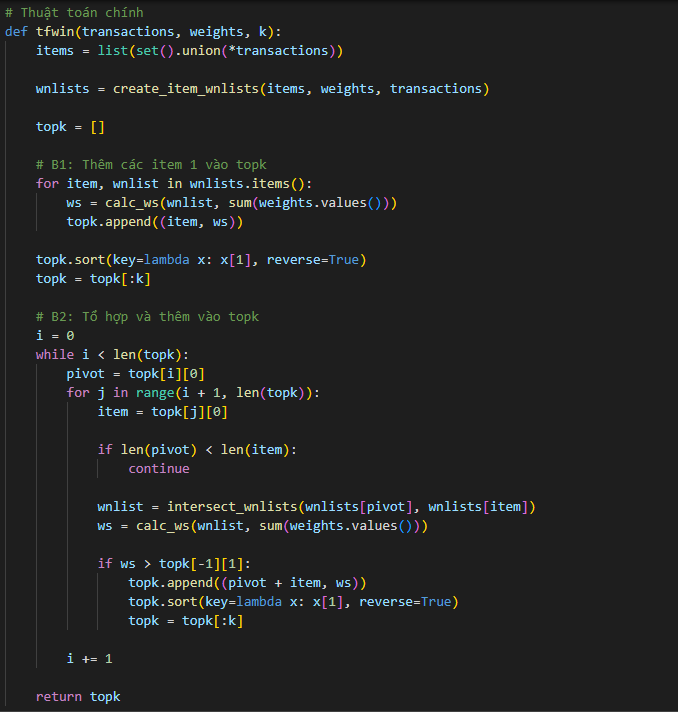 # Thuật toán chính
def tfwin(transactions, weights, k):
    items = list(set().union(*transactions))
    wnlists = create_item_wnlists(items, weights, transactions)
    topk = []
    # B1: Thêm các item 1 vào topk
    for item, wnlist in wnlists.items():
        ws = calc_ws(wnlist, sum(weights.values()))
        topk.append((item, ws))
    topk.sort(key=lambda x: x[1], reverse=True)
    topk = topk[:k]
    # B2: Tổ hợp và thêm vào topk
    i = 0
    while i < len(topk):
        pivot = topk[i][0]
        for j in range(i + 1, len(topk)):
            item = topk[j][0]
            if len(pivot) < len(item):
                continue
            wnlist = intersect_wnlists(wnlists[pivot], wnlists[item])
            ws = calc_ws(wnlist, sum(weights.values()))
            if ws > topk[-1][1]:
                topk.append((pivot + item, ws))
                topk.sort(key=lambda x: x[1], reverse=True)
                topk = topk[:k]
        i += 1
    return topk